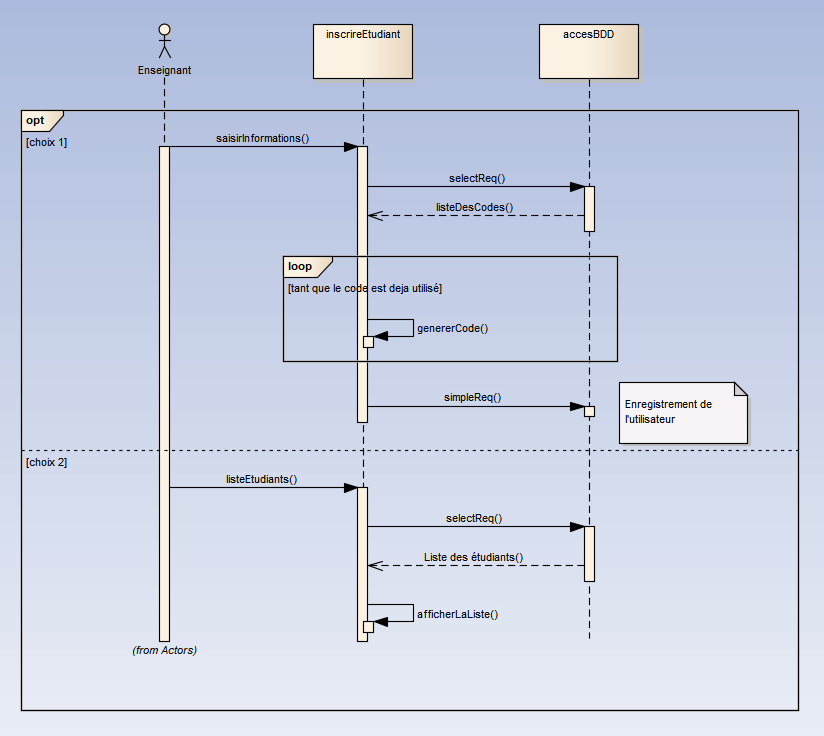 Enseignant
inscrireEtudiant
accesBDD
opt
[choix 1]
saisirInformations()
selectReq()
listeDesCodes()
loop
[tant que le code est deja utilisé]
genererCode()
simpleReq()
Enregistrement de
l'utilisateur
[choix 2]
listeEtudiants()
selectReq()
Liste des étudiants()
afficherLaListe()
(from Actors)